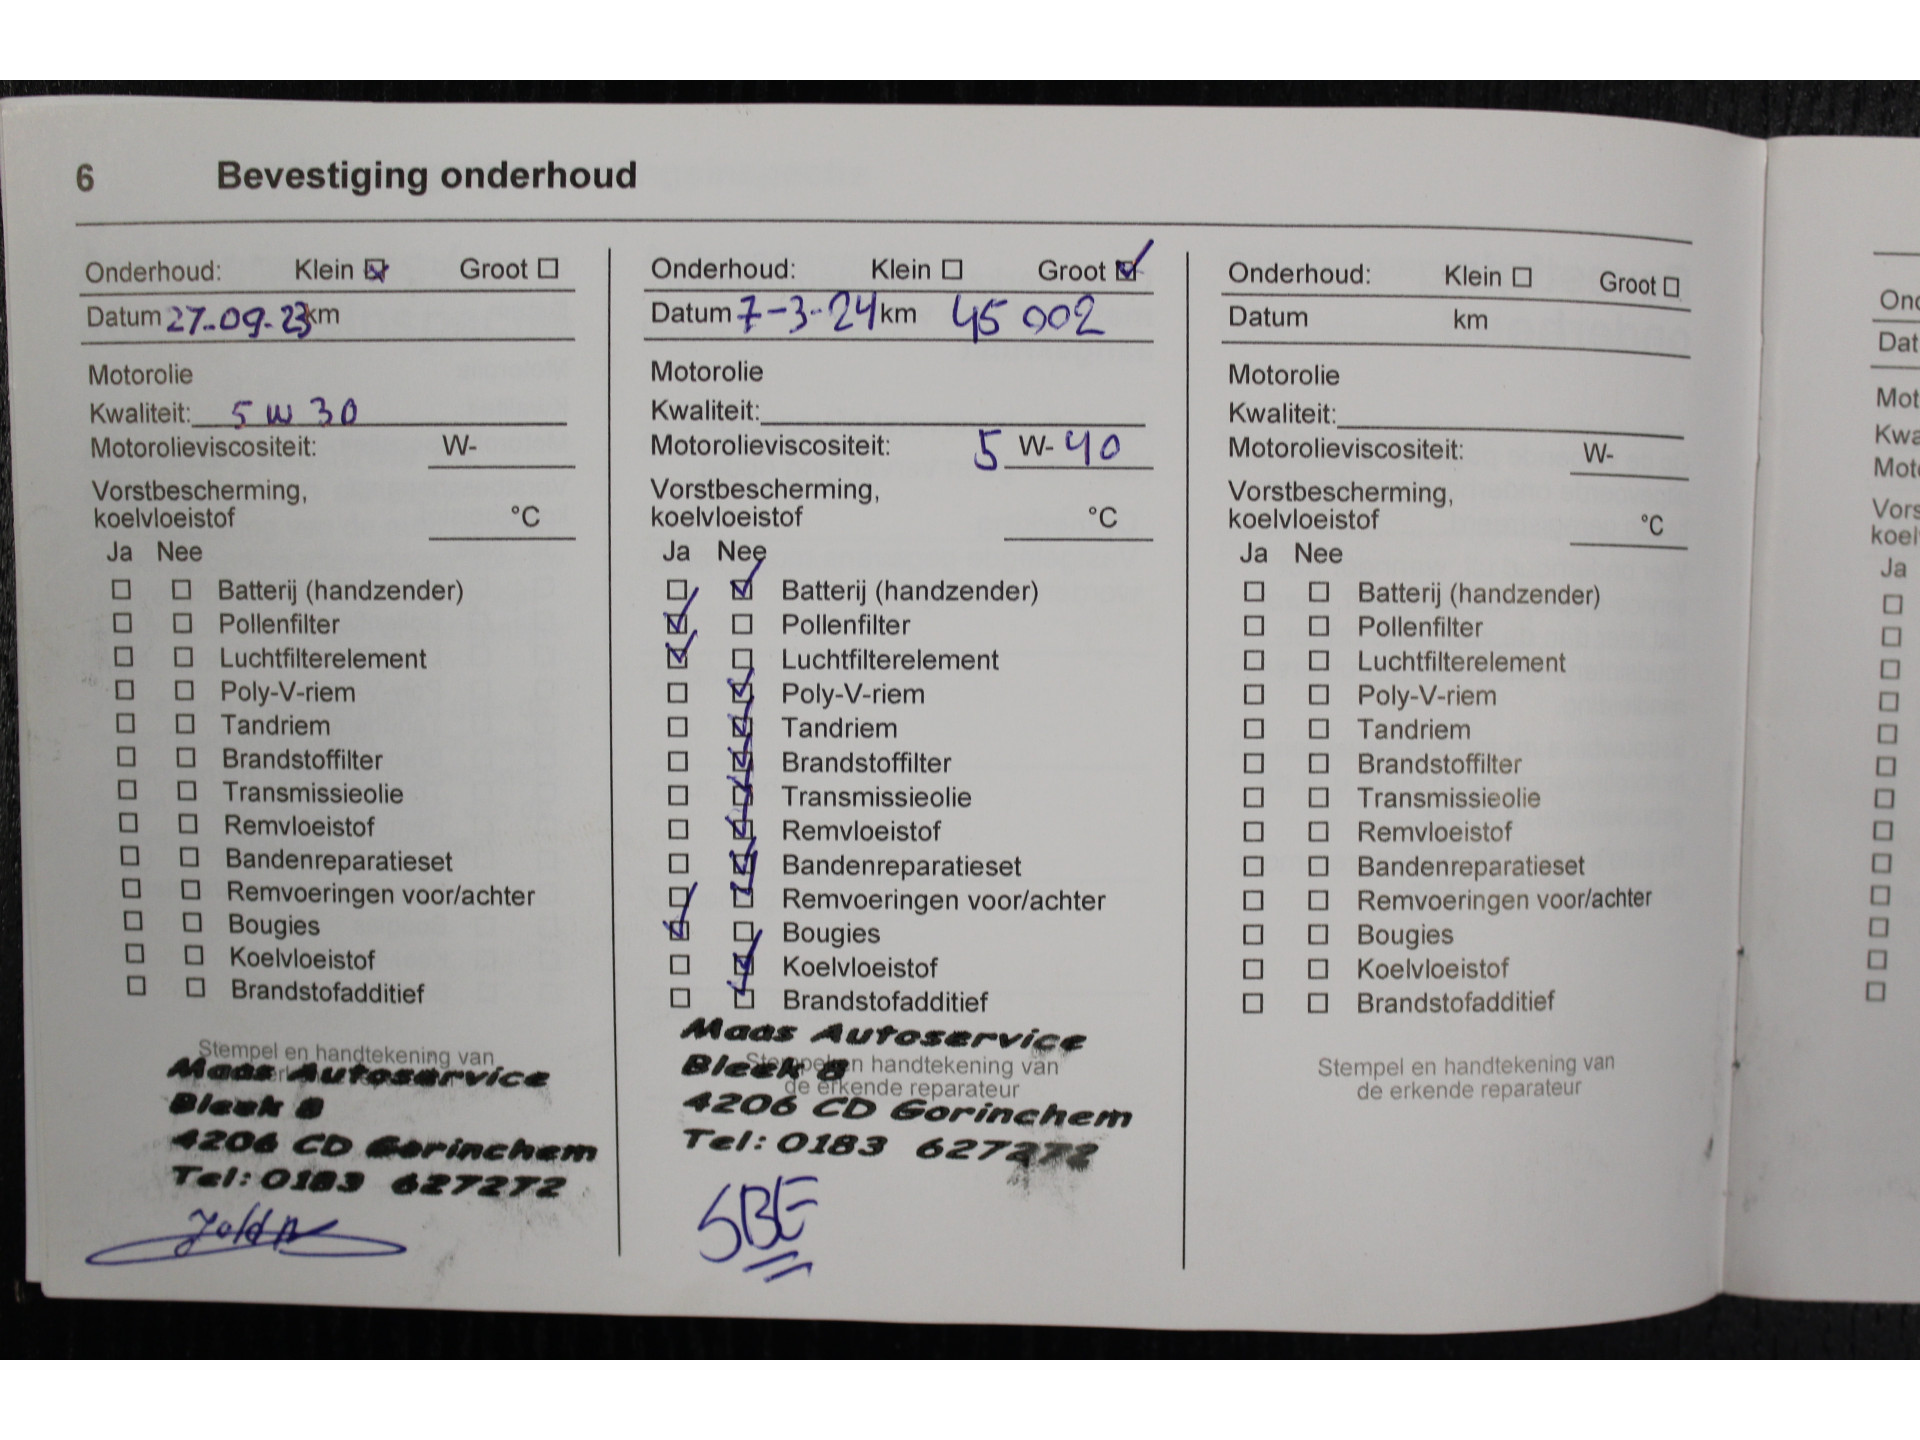 6 Bevestiging onderhoud
Onderhoud: Klein Groot
Datum 27-09-23 km
Motorolie
Kwaliteit: 5 W 30
Motorolieviscositeit: W-
Vorstbescherming,
koelvloeistof °C
Ja Nee
Batterij (handzender)
Pollenfilter
Luchtfilterelement
Poly-V-riem
Tandriem
Brandstoffilter
Transmissieolie
Remvloeistof
Bandenreparatieset
Remvoeringen voor/achter
Bougies
Koelvloeistof
Brandstofadditief
Stempel en handtekening van
Maas Autoservice
Bleek 8
4206 CD Gorinchem
Tel: 0183 627272
Onderhoud: Klein Groot
Datum 7-3-24 km 45 002
Motorolie
Kwaliteit:
Motorolieviscositeit: 5 W- 40
Vorstbescherming,
koelvloeistof °C
Ja Nee
Batterij (handzender)
Pollenfilter
Luchtfilterelement
Poly-V-riem
Tandriem
Brandstoffilter
Transmissieolie
Remvloeistof
Bandenreparatieset
Remvoeringen voor/achter
Bougies
Koelvloeistof
Brandstofadditief
Maas Autoservice
Stempel en handtekening van
Bleek 8
de erkende reparateur
4206 CD Gorinchem
Tel: 0183 627272
SBE
Onderhoud: Klein Groot
Datum km
Motorolie
Kwaliteit:
Motorolieviscositeit: W-
Vorstbescherming,
koelvloeistof °C
Ja Nee
Batterij (handzender)
Pollenfilter
Luchtfilterelement
Poly-V-riem
Tandriem
Brandstoffilter
Transmissieolie
Remvloeistof
Bandenreparatieset
Remvoeringen voor/achter
Bougies
Koelvloeistof
Brandstofadditief
Stempel en handtekening van
de erkende reparateur
Ja